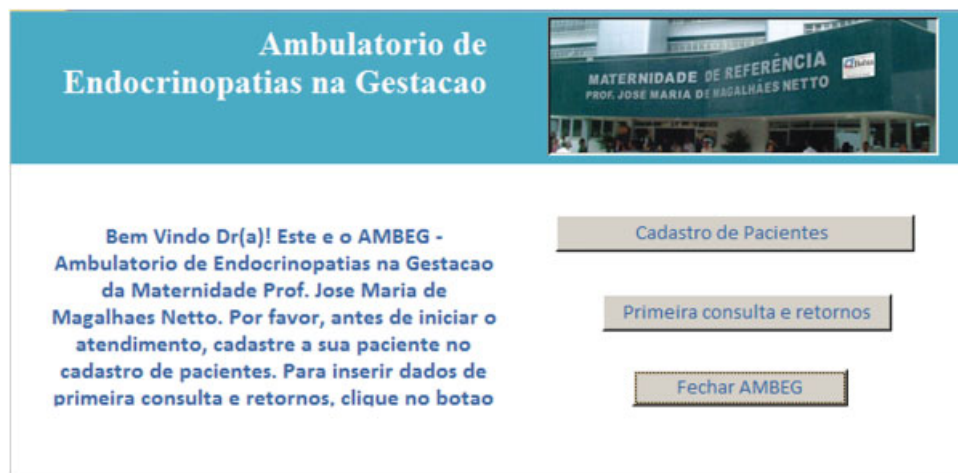 Ambulatorio de
Endocrinopatias na Gestacao
MATERNIDADE DE REFERÊNCIA
PROF. JOSE MARIA DE MAGALHÃES NETTO
Bem Vindo Dr(a)! Este e o AMBEG -
Ambulatorio de Endocrinopatias na Gestacao
da Maternidade Prof. Jose Maria de
Magalhaes Netto. Por favor, antes de iniciar o
atendimento, cadastre a sua paciente no
cadastro de pacientes. Para inserir dados de
primeira consulta e retornos, clique no botao
Cadastro de Pacientes
Primeira consulta e retornos
Fechar AMBEG